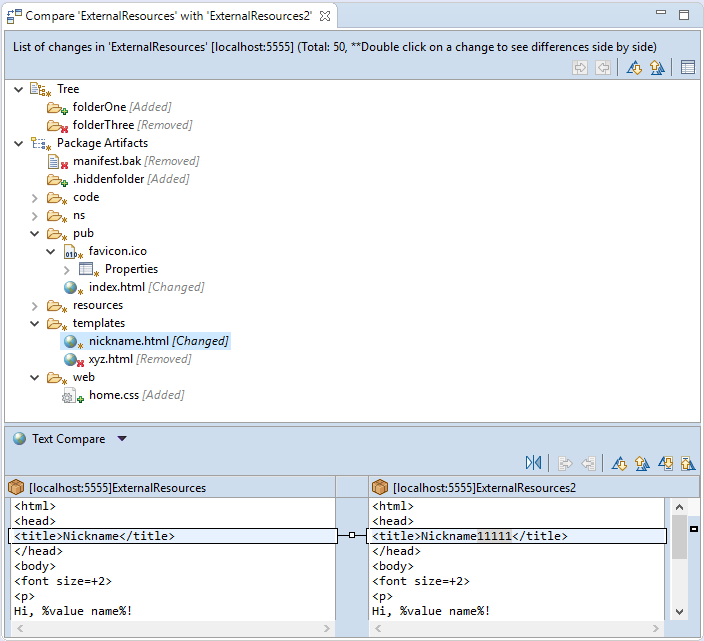 Compare 'ExternalResources' with 'ExternalResources2'
List of changes in 'ExternalResources' [localhost:5555] (Total: 50, **Double click on a change to see differences side by side)
Tree
folderOne [Added]
folderThree [Removed]
Package Artifacts
manifest.bak [Removed]
.hiddenfolder [Added]
code
ns
pub
favicon.ico
Properties
index.html [Changed]
resources
templates
nickname.html [Changed]
xyz.html [Removed]
web
home.css [Added]
Text Compare
[localhost:5555]ExternalResources
<html>
<head>
<title>Nickname</title>
</head>
<body>
<font size=+2>
<p>
Hi, %value name%!
[localhost:5555]ExternalResources2
<html>
<head>
<title>Nickname11111</title>
</head>
<body>
<font size=+2>
<p>
Hi, %value name%!